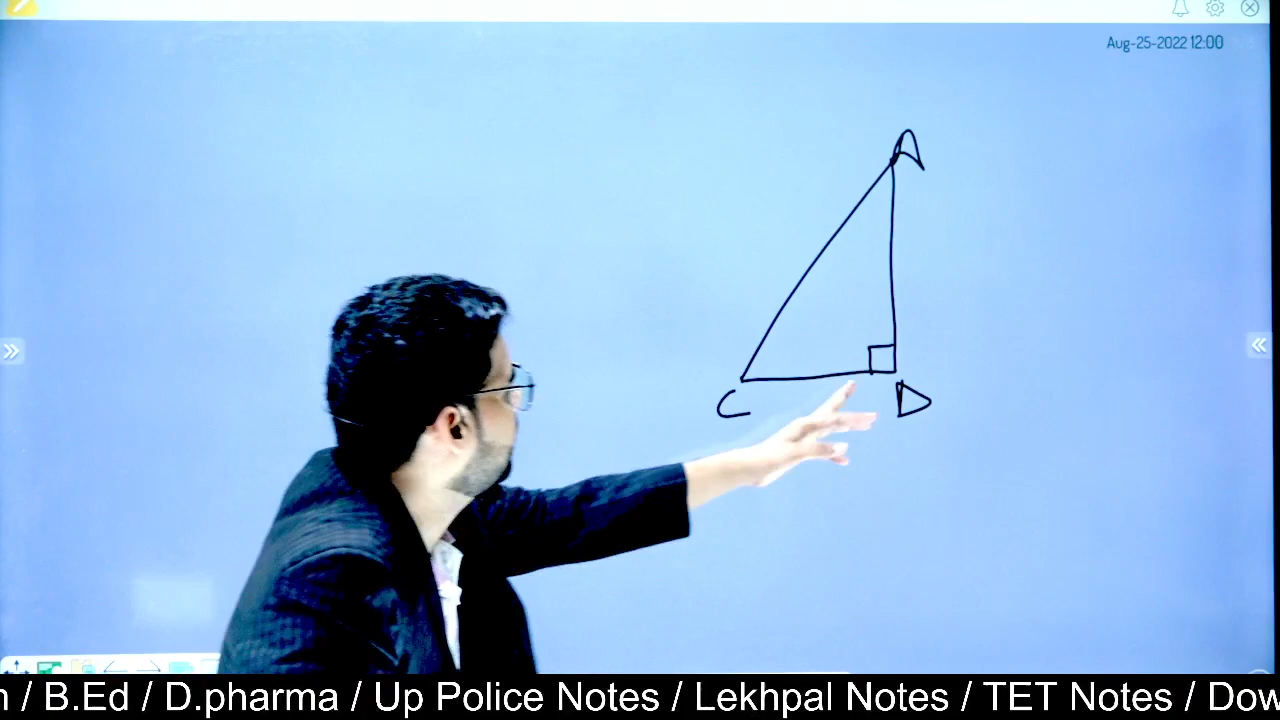 Aug-25-2022 12:00
A
C
D
/ B.Ed / D.pharma / Up Police Notes / Lekhpal Notes / TET Notes / Dow